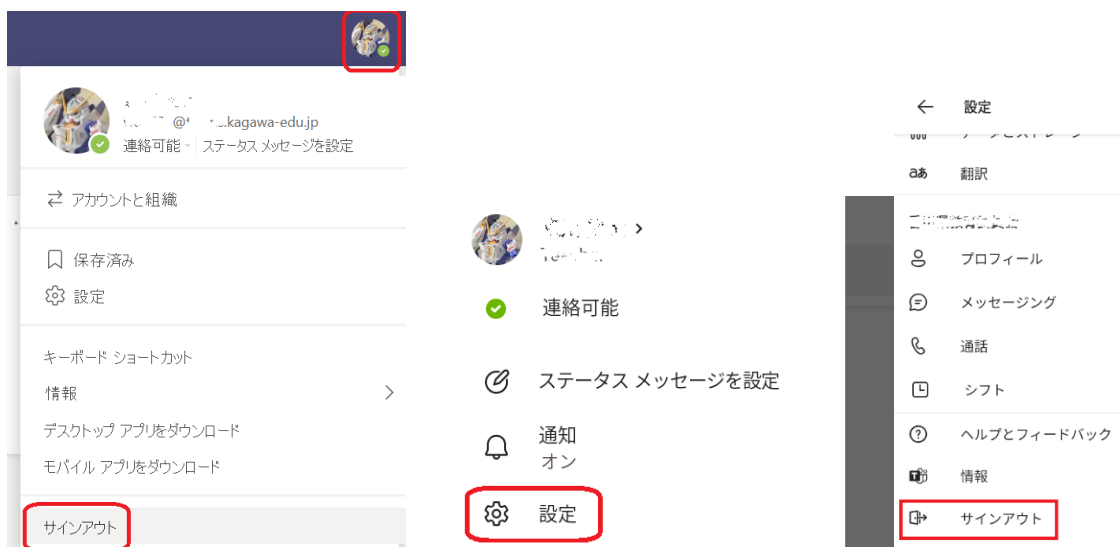 .kagawa-edu.jp
連絡可能
ステータス メッセージを設定
アカウントと組織
保存済み
設定
キーボード ショートカット
情報
デスクトップ アプリをダウンロード
モバイル アプリをダウンロード
サインアウト
連絡可能
ステータス メッセージを設定
通知
オン
設定
設定
翻訳
プロフィール
メッセージング
通話
シフト
ヘルプとフィードバック
情報
サインアウト